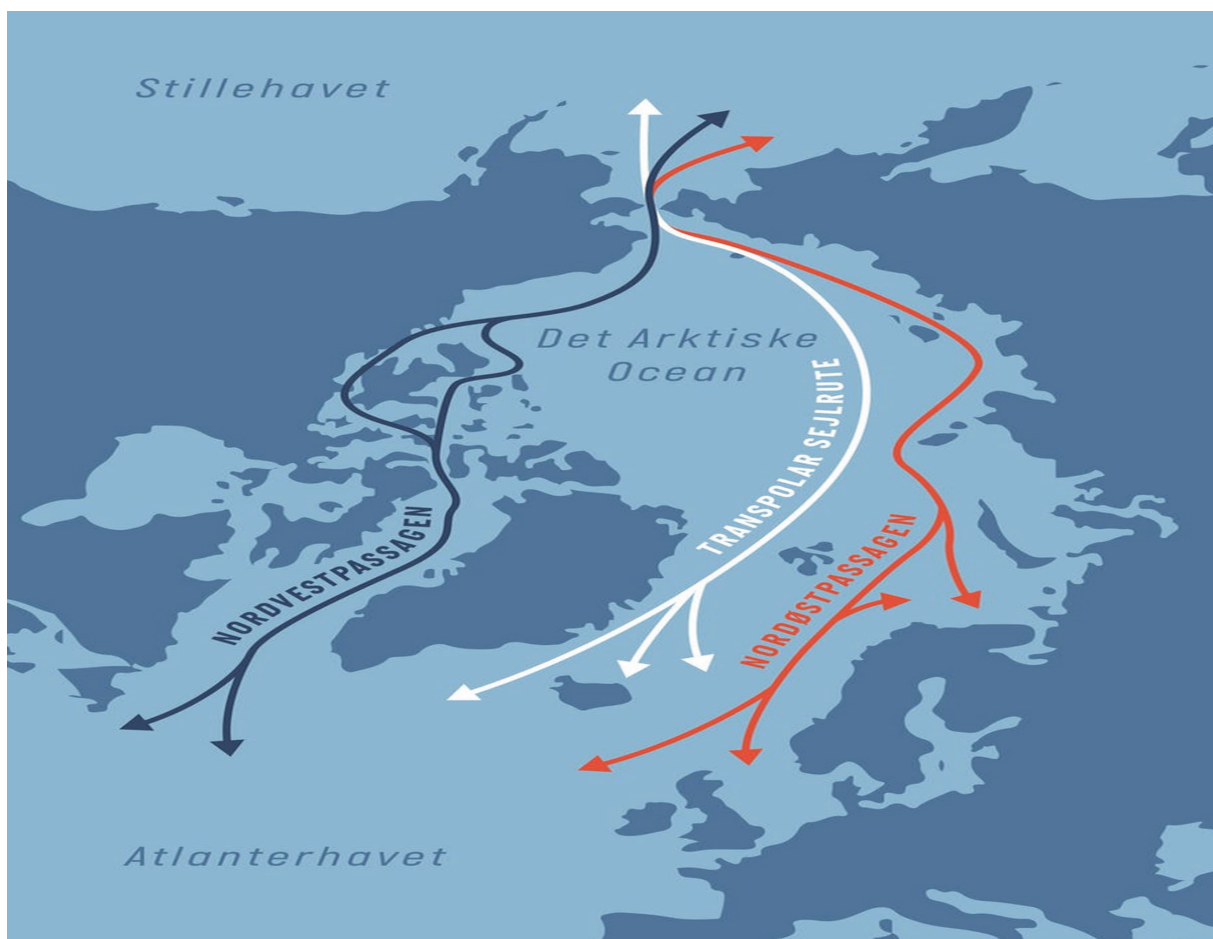 Stillehavet
Det Arktiske
Ocean
TRANSPOLAR SEJLRUTE
NORDVESTPASSAGEN
NORDØSTPASSAGEN
Atlanterhavet